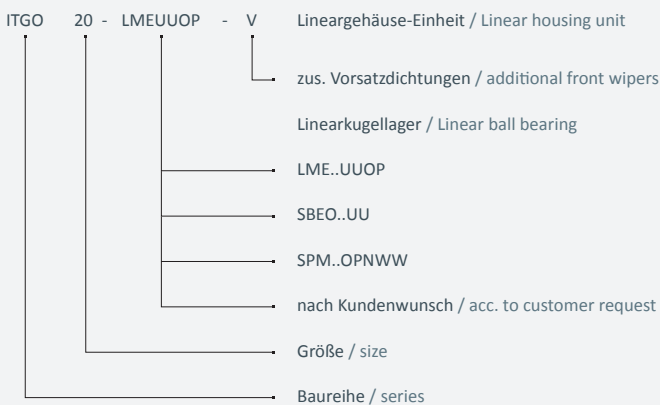 ITGO 20 - LMEUUOP - V Lineargehäuse-Einheit / Linear housing unit
zus. Vorsatzdichtungen / additional front wipers
Linearkugellager / Linear ball bearing
LME..UUOP
SBEO..UU
SPM..OPNWW
nach Kundenwunsch / acc. to customer request
Größe / size
Baureihe / series